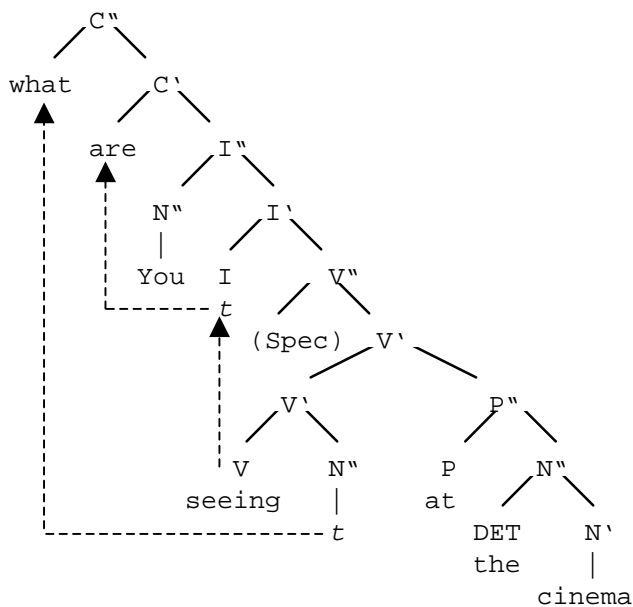 C“
what C‘
are I“
N“ I‘
You I V“
t
(Spec) V‘
V‘ P“
V N“ P N“
seeing at
t DET N‘
the
cinema